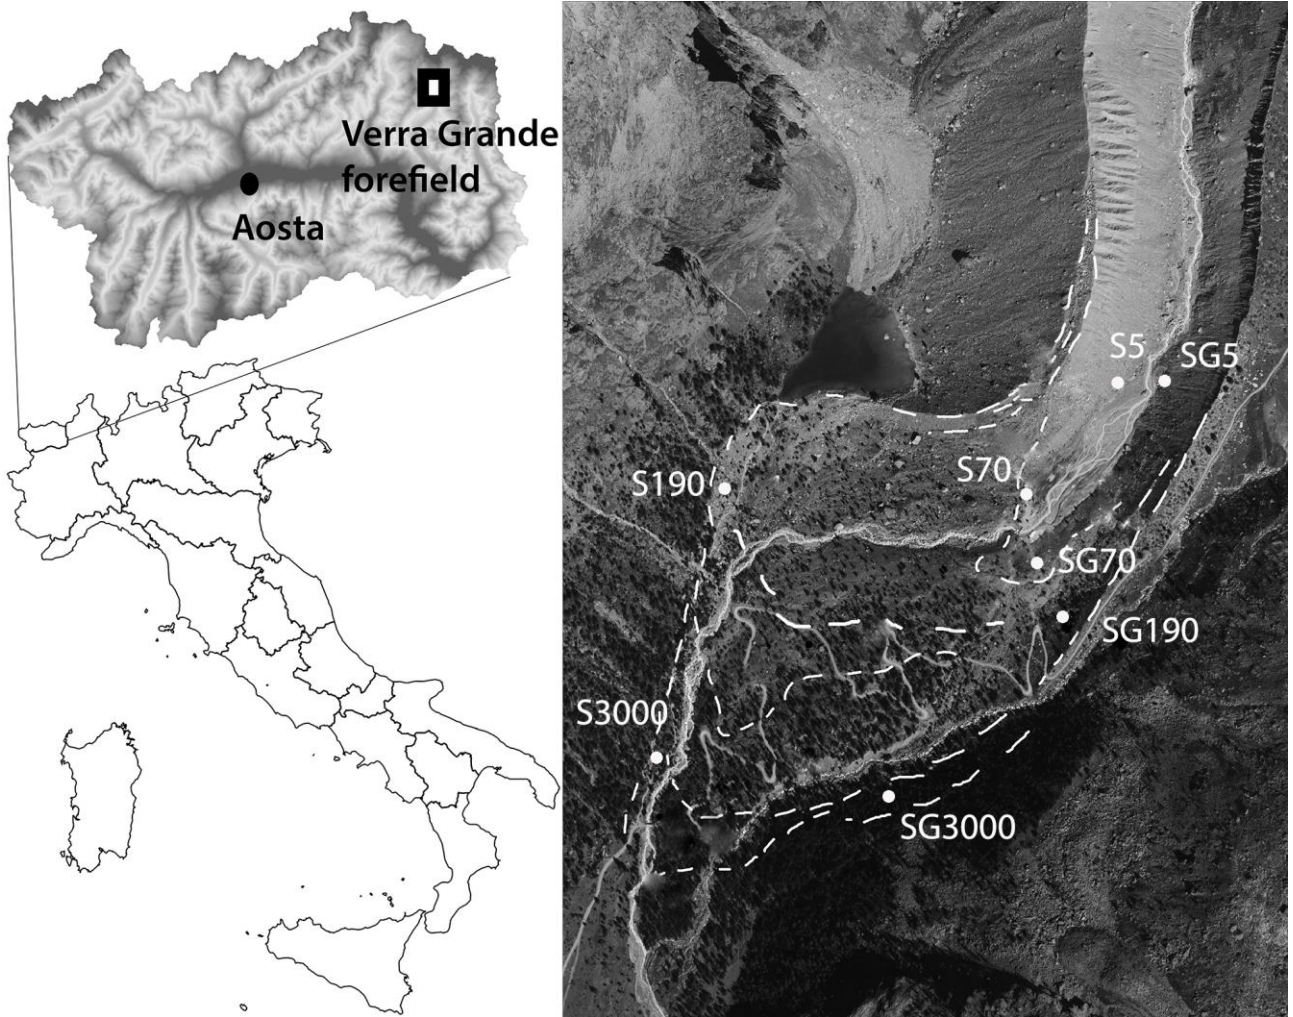 Verra Grande
forefield
Aosta
S5
SG5
S190
S70
SG70
SG190
S3000
SG3000